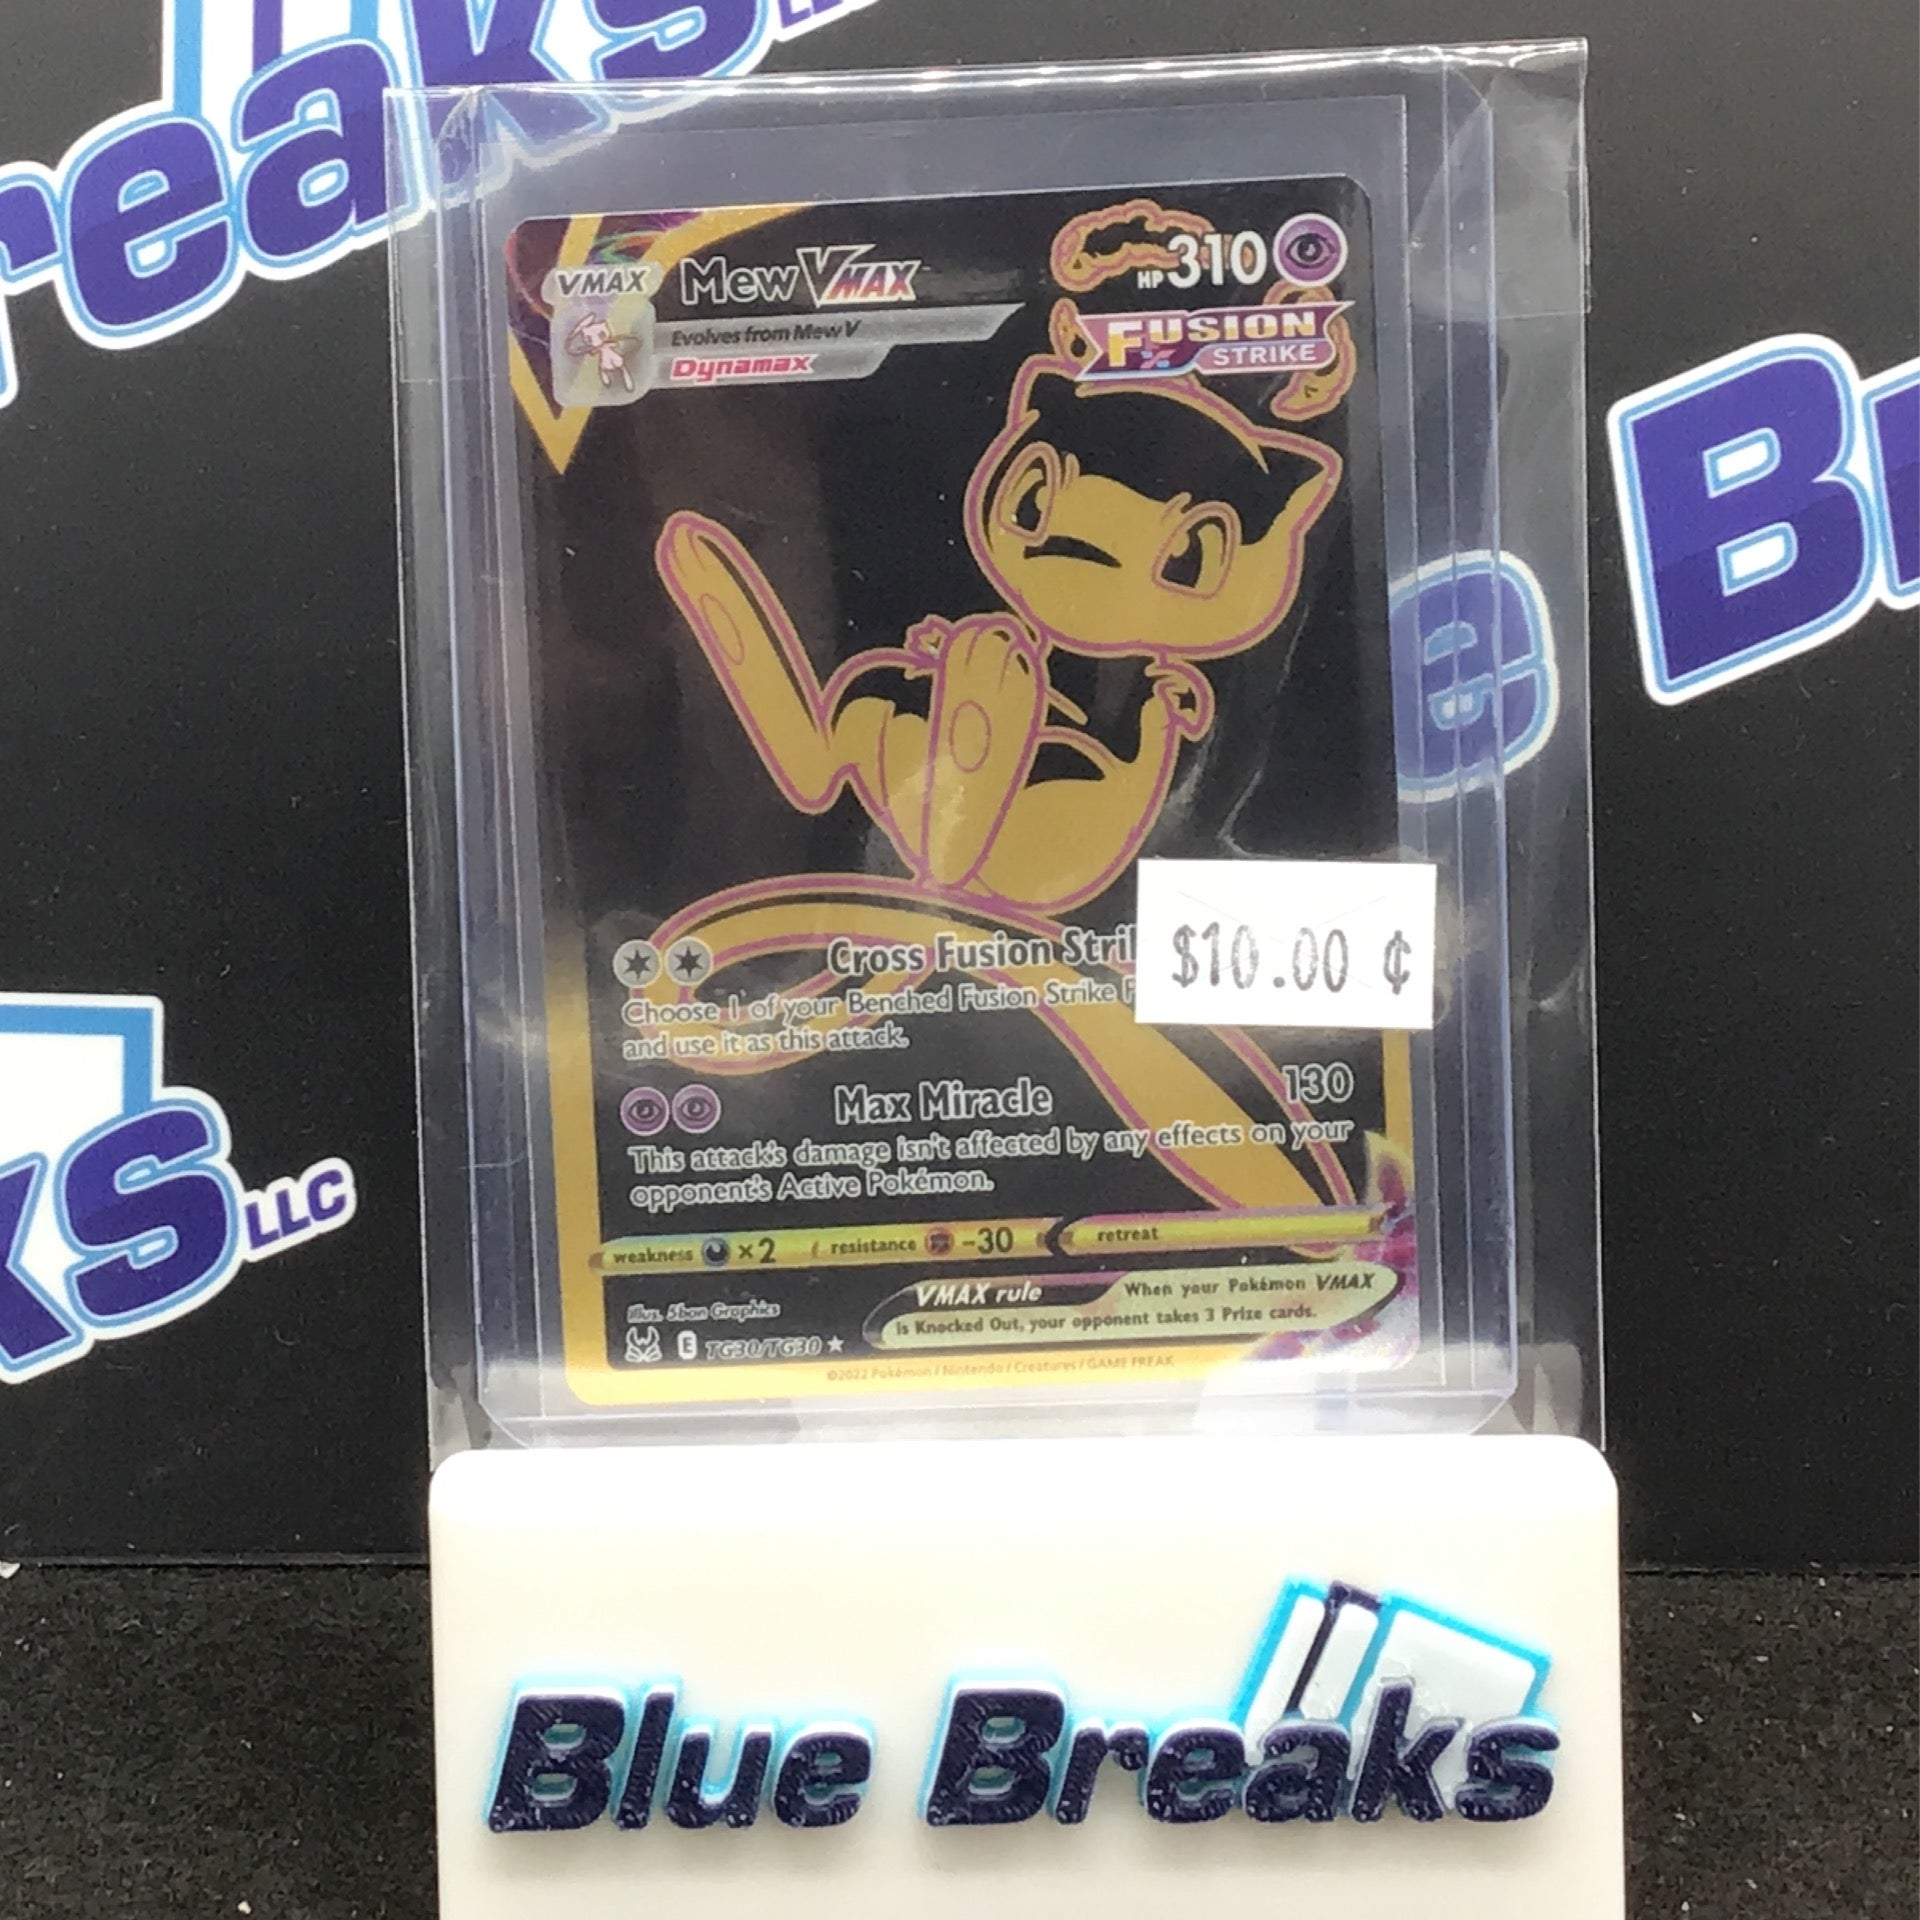 reaks LLC
VMAX Mew VMAX HP 310
Evolves from Mew V
Dynamax
FUSION
STRIKE
Cross Fusion Stri
$10.00 ¢
Choose 1 of your Benched Fusion Strike
and use it as this attack.
Max Miracle 130
This attack's damage isn't affected by any effects on your
opponent's Active Pokémon.
weakness ×2 resistance -30 retreat
VMAX rule When your Pokémon VMAX
is Knocked Out, your opponent takes 3 Prize cards.
Illus. 5ban Graphics
E TG30/TG30 ★
©2022 Pokémon / Nintendo / Creatures / GAME FREAK
e B
ks LLC
Blue Breaks